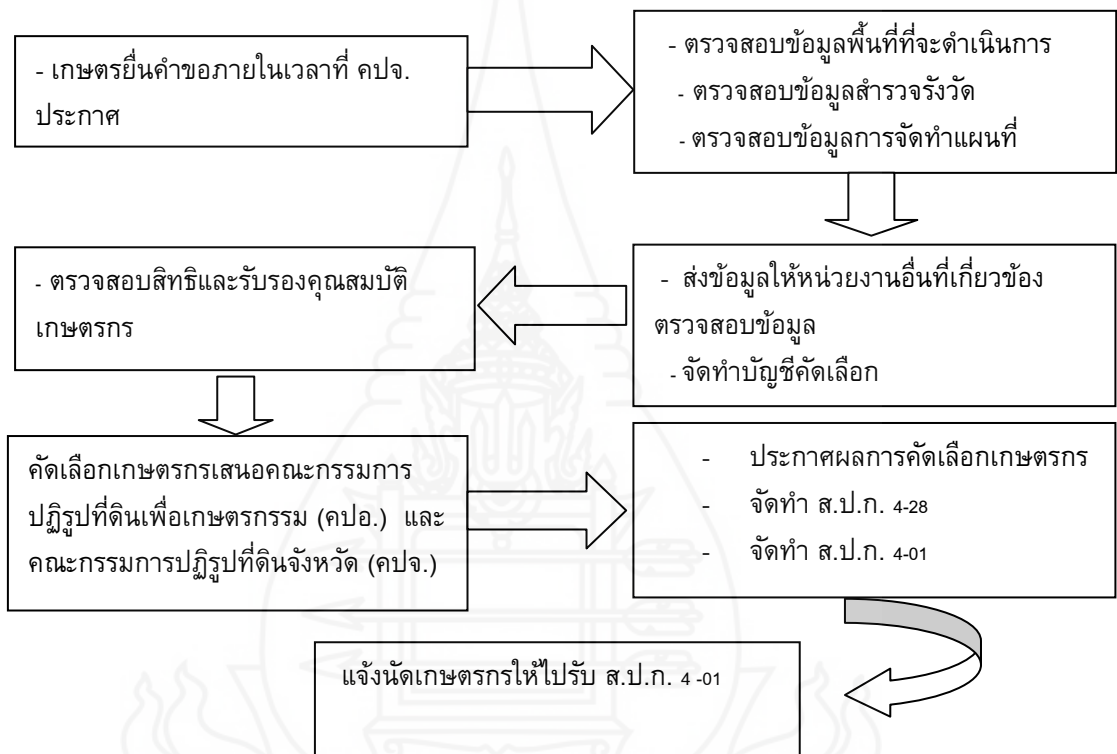 - เกษตรยื่นคำขอภายในเวลาที่ คปจ.
ประกาศ
- ตรวจสอบข้อมูลพื้นที่ที่จะดำเนินการ
- ตรวจสอบข้อมูลสำรวจรังวัด
- ตรวจสอบข้อมูลการจัดทำแผนที่
- ส่งข้อมูลให้หน่วยงานอื่นที่เกี่ยวข้อง
ตรวจสอบข้อมูล
- จัดทำบัญชีคัดเลือก
- ตรวจสอบสิทธิและรับรองคุณสมบัติ
เกษตรกร
คัดเลือกเกษตรกรเสนอคณะกรรมการ
ปฏิรูปที่ดินเพื่อเกษตรกรรม (คปอ.) และ
คณะกรรมการปฏิรูปที่ดินจังหวัด (คปจ.)
- ประกาศผลการคัดเลือกเกษตรกร
- จัดทำ ส.ป.ก. 4-28
- จัดทำ ส.ป.ก. 4-01
แจ้งนัดเกษตรกรให้ไปรับ ส.ป.ก. 4 -01